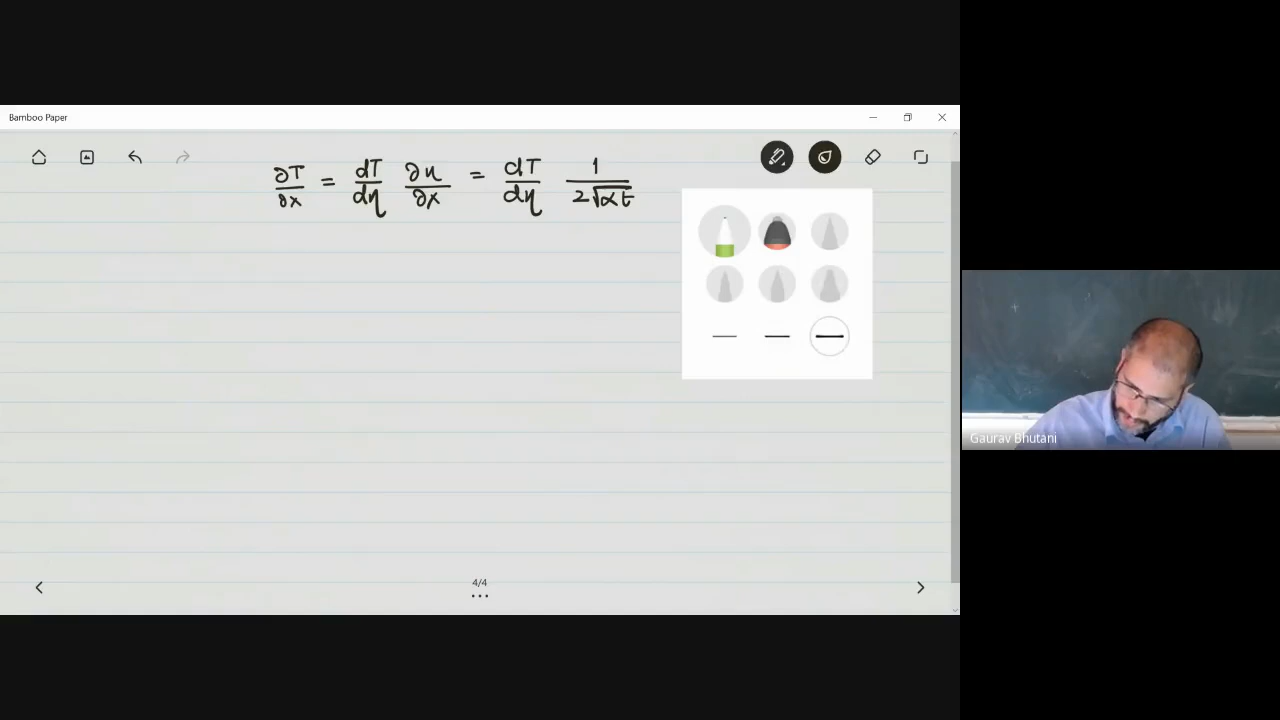 Bamboo Paper
∂T/∂x = dT/dη ∂η/∂x = dT/dη 1/(2√αt)
Gaurav Bhutani
4/4